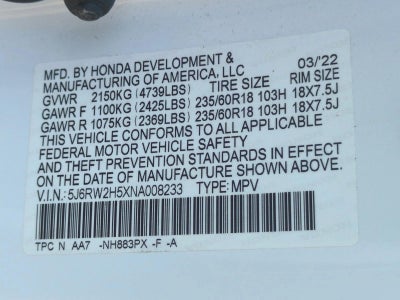 MFD. BY HONDA DEVELOPMENT & 03/'22
MANUFACTURING OF AMERICA, LLC
GVWR 2150KG (4739LBS) TIRE SIZE RIM SIZE
GAWR F 1100KG (2425LBS) 235/60R18 103H 18X7.5J
GAWR R 1075KG (2369LBS) 235/60R18 103H 18X7.5J
THIS VEHICLE CONFORMS TO ALL APPLICABLE
FEDERAL MOTOR VEHICLE SAFETY
AND THEFT PREVENTION STANDARDS IN EFFECT
ON THE DATE OF MANUFACTURE SHOWN ABOVE.
V.I.N.: 5J6RW2H5XNA008233 TYPE: MPV
TPC N AA7 -NH883PX -F -A